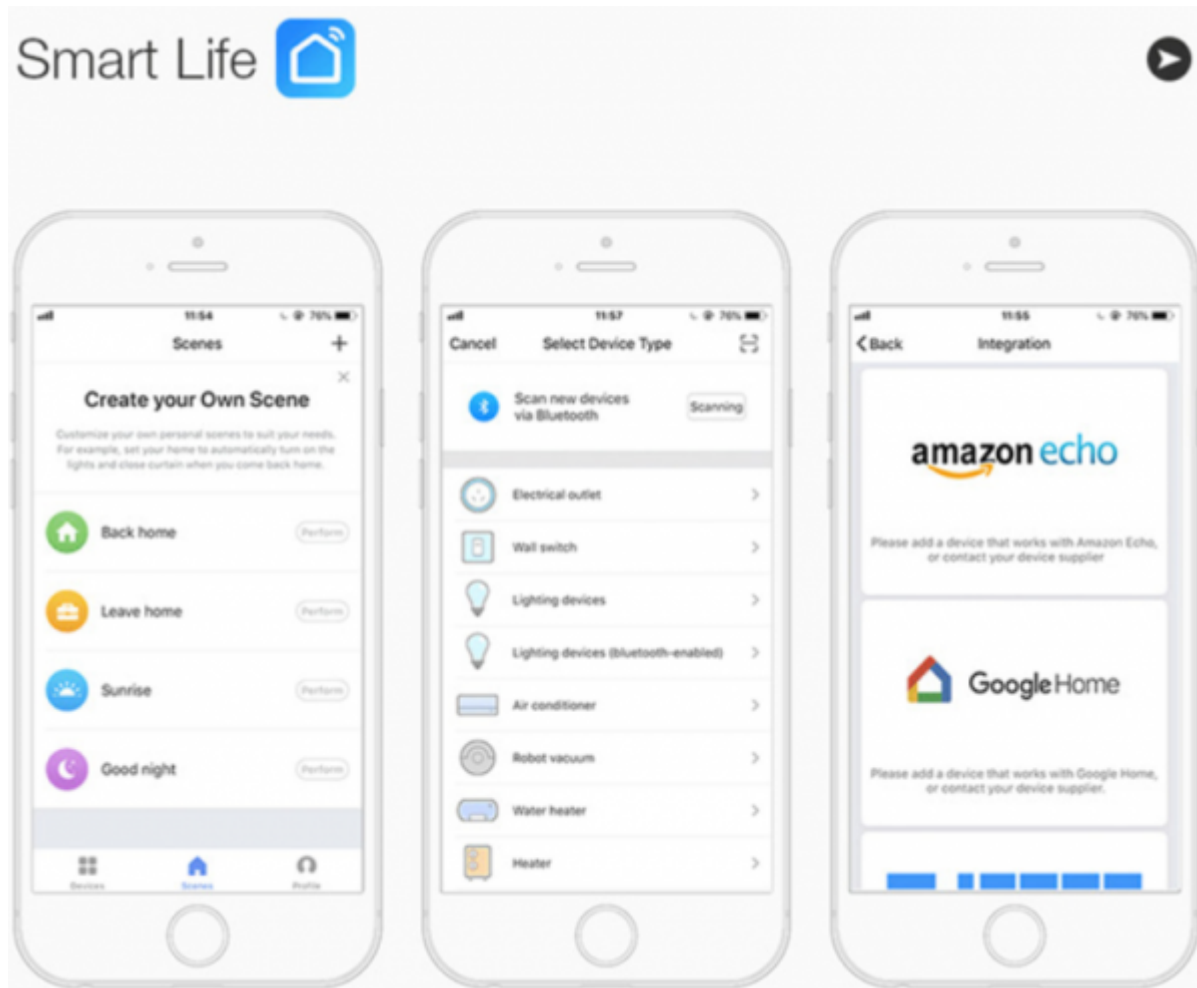 Smart Life
11:54
76%
Scenes
+
Create your Own Scene
Customize your own personal scenes to suit your needs.
For example, set your home to automatically turn on the
lights and close curtain when you come back home.
Back home
Perform
Leave home
Perform
Sunrise
Perform
Good night
Perform
Devices
Scenes
Profile
11:57
76%
Cancel
Select Device Type
Scan new devices
via Bluetooth
Scanning
Electrical outlet
Wall switch
Lighting devices
Lighting devices (bluetooth-enabled)
Air conditioner
Robot vacuum
Water heater
Heater
11:55
76%
Back
Integration
amazon echo
Please add a device that works with Amazon Echo,
or contact your device supplier
Google Home
Please add a device that works with Google Home,
or contact your device supplier.